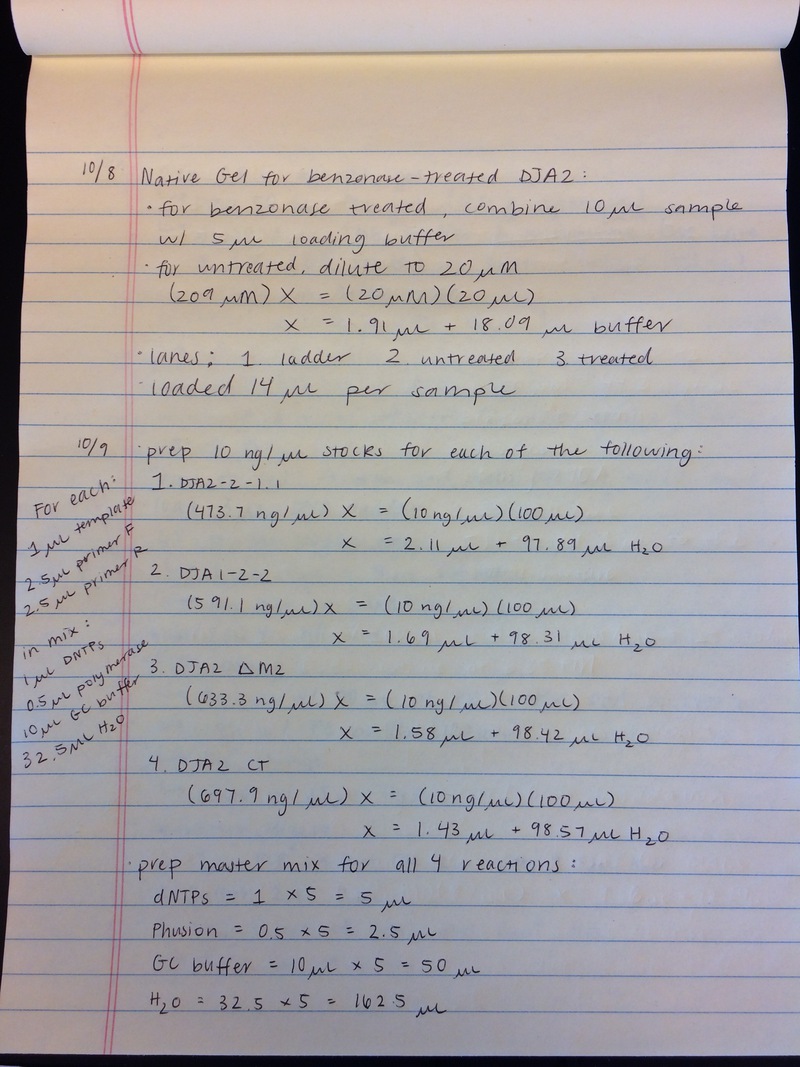 10/8 Native Gel for benzonase-treated DJA2:
· for benzonase treated, combine 10 μL sample
w/ 5 μL loading buffer
· for untreated, dilute to 20 μM
(209 μM) X = (20 μM)(20 μL)
X = 1.91 μL + 18.09 μL buffer
· lanes: 1. ladder 2. untreated 3. treated
· loaded 14 μL per sample
10/9 · prep 10 ng/μL stocks for each of the following:
1. DJA2-2-1.1
(473.7 ng/μL) X = (10 ng/μL)(100 μL)
X = 2.11 μL + 97.89 μL H₂O
2. DJA1-2-2
(591.1 ng/μL) X = (10 ng/μL)(100 μL)
X = 1.69 μL + 98.31 μL H₂O
3. DJA2 ΔM2
(633.3 ng/μL) X = (10 ng/μL)(100 μL)
X = 1.58 μL + 98.42 μL H₂O
4. DJA2 CT
(697.9 ng/μL) X = (10 ng/μL)(100 μL)
X = 1.43 μL + 98.57 μL H₂O
· prep master mix for all 4 reactions:
dNTPs = 1 × 5 = 5 μL
Phusion = 0.5 × 5 = 2.5 μL
GC buffer = 10 μL × 5 = 50 μL
H₂O = 32.5 × 5 = 162.5 μL
For each:
1 μL template
2.5 μL primer F
2.5 μL primer R
in mix:
1 μL DNTPs
0.5 μL polymerase
10 μL GC buffer
32.5 μL H₂O